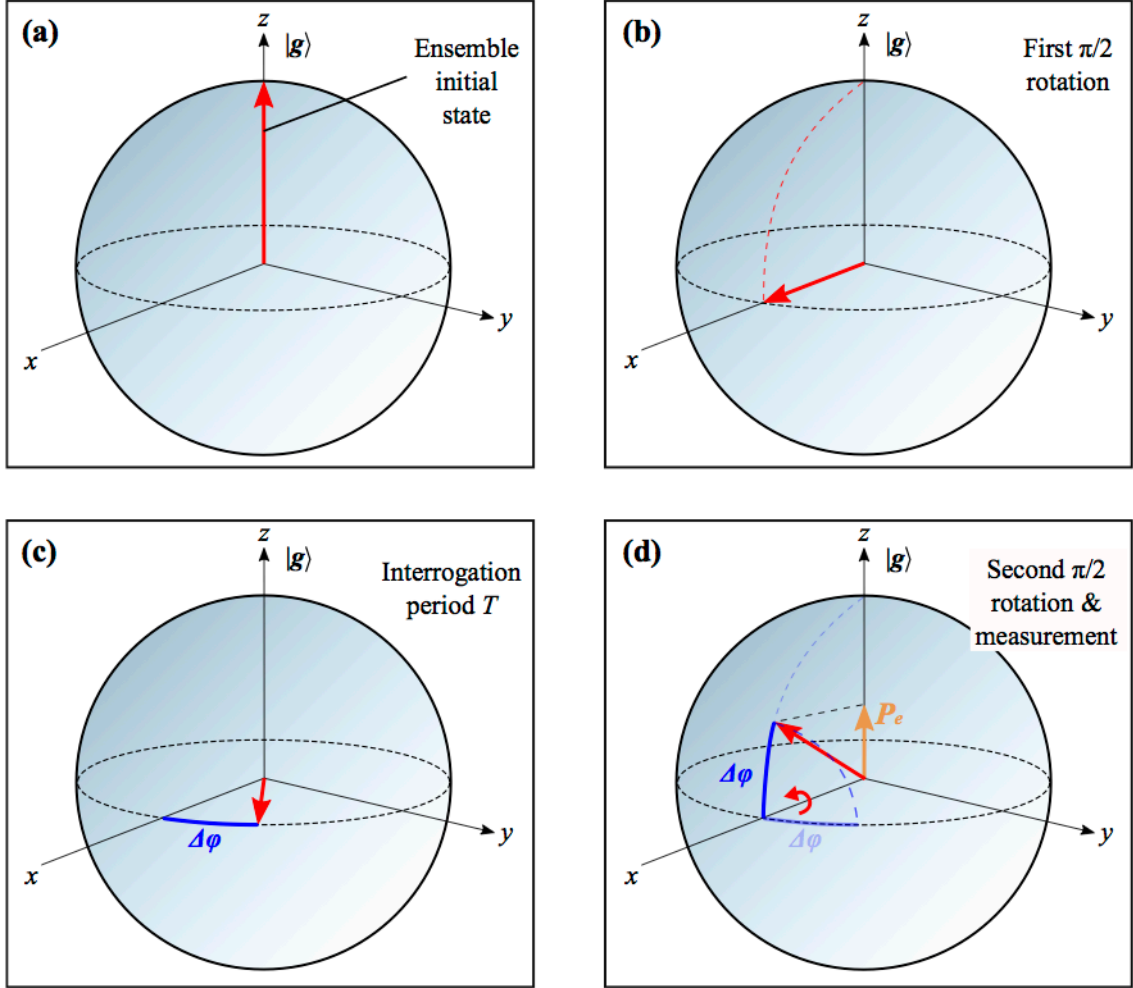 (a)
z
|g⟩
Ensemble
initial
state
x
y
(b)
z
|g⟩
First π/2
rotation
x
y
(c)
z
|g⟩
Interrogation
period T
Δφ
x
y
(d)
z
|g⟩
Second π/2
rotation &
measurement
Pₑ
Δφ
Δφ
x
y